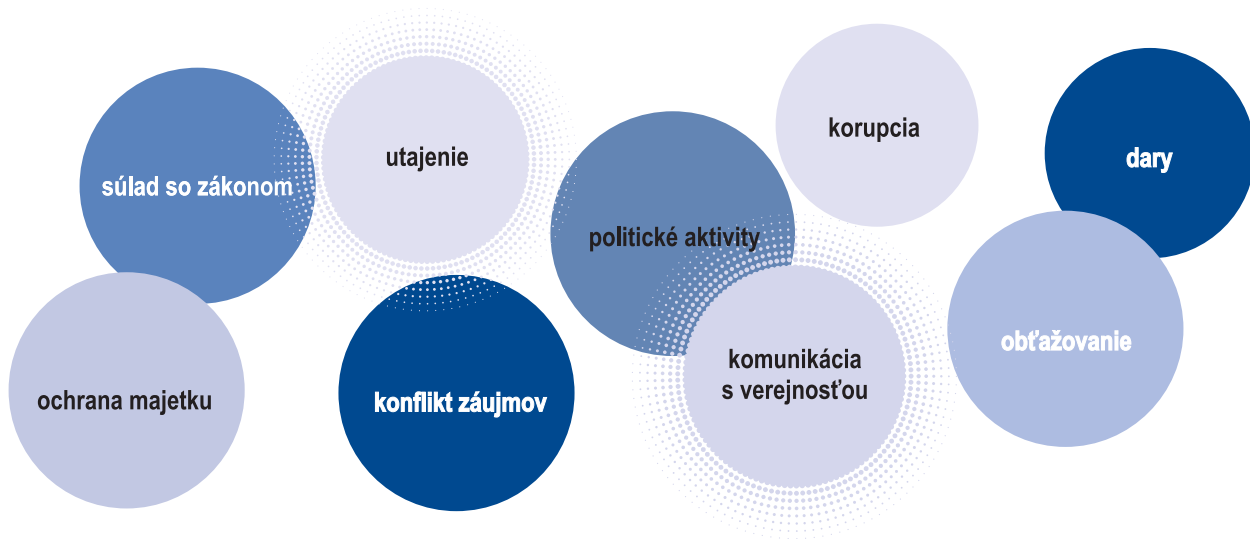 súlad so zákonom
utajenie
politické aktivity
korupcia
dary
ochrana majetku
konflikt záujmov
komunikácia
s verejnosťou
obťažovanie